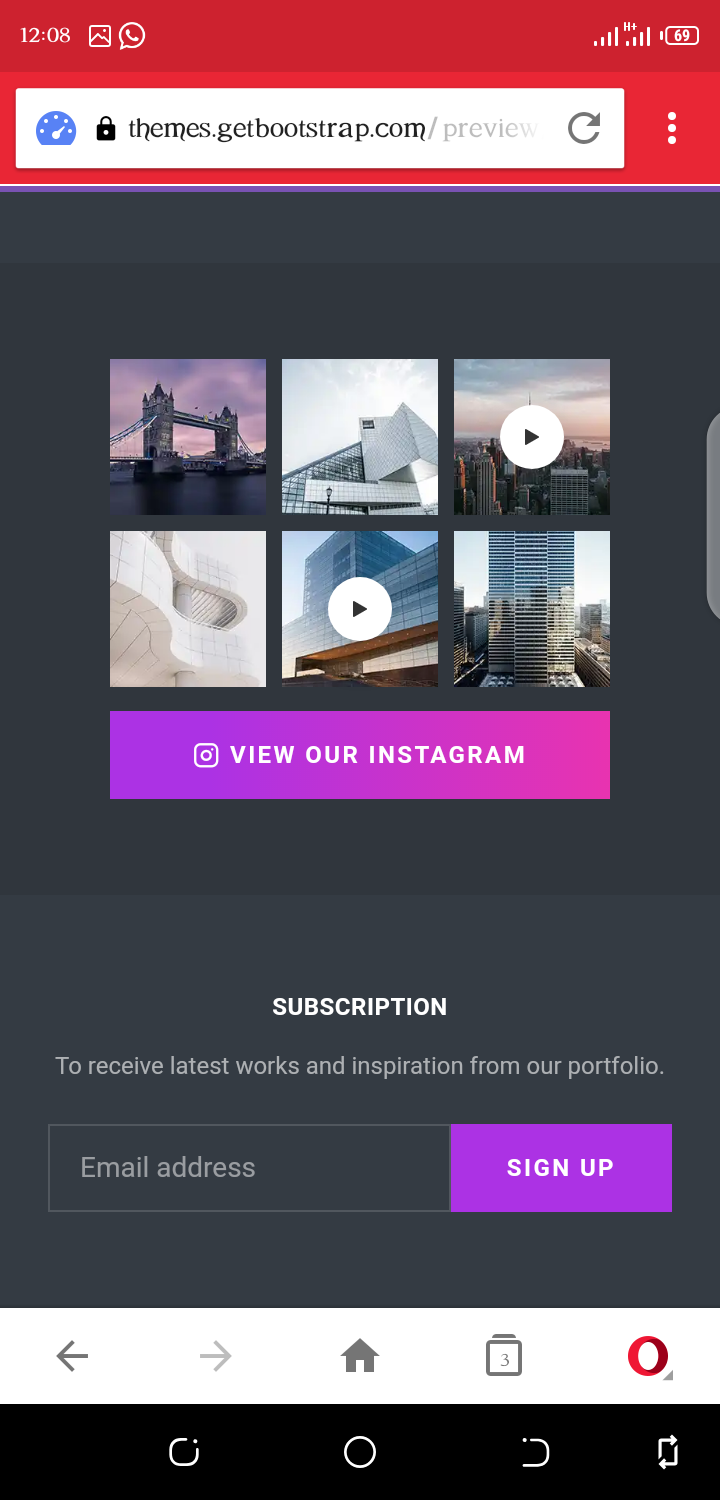 12:08
H+
69
themes.getbootstrap.com/preview
VIEW OUR INSTAGRAM
SUBSCRIPTION
To receive latest works and inspiration from our portfolio.
Email address
SIGN UP
3